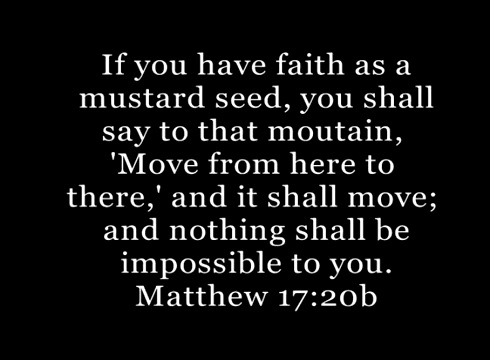 If you have faith as a
mustard seed, you shall
say to that moutain,
'Move from here to
there,' and it shall move;
and nothing shall be
impossible to you.
Matthew 17:20b